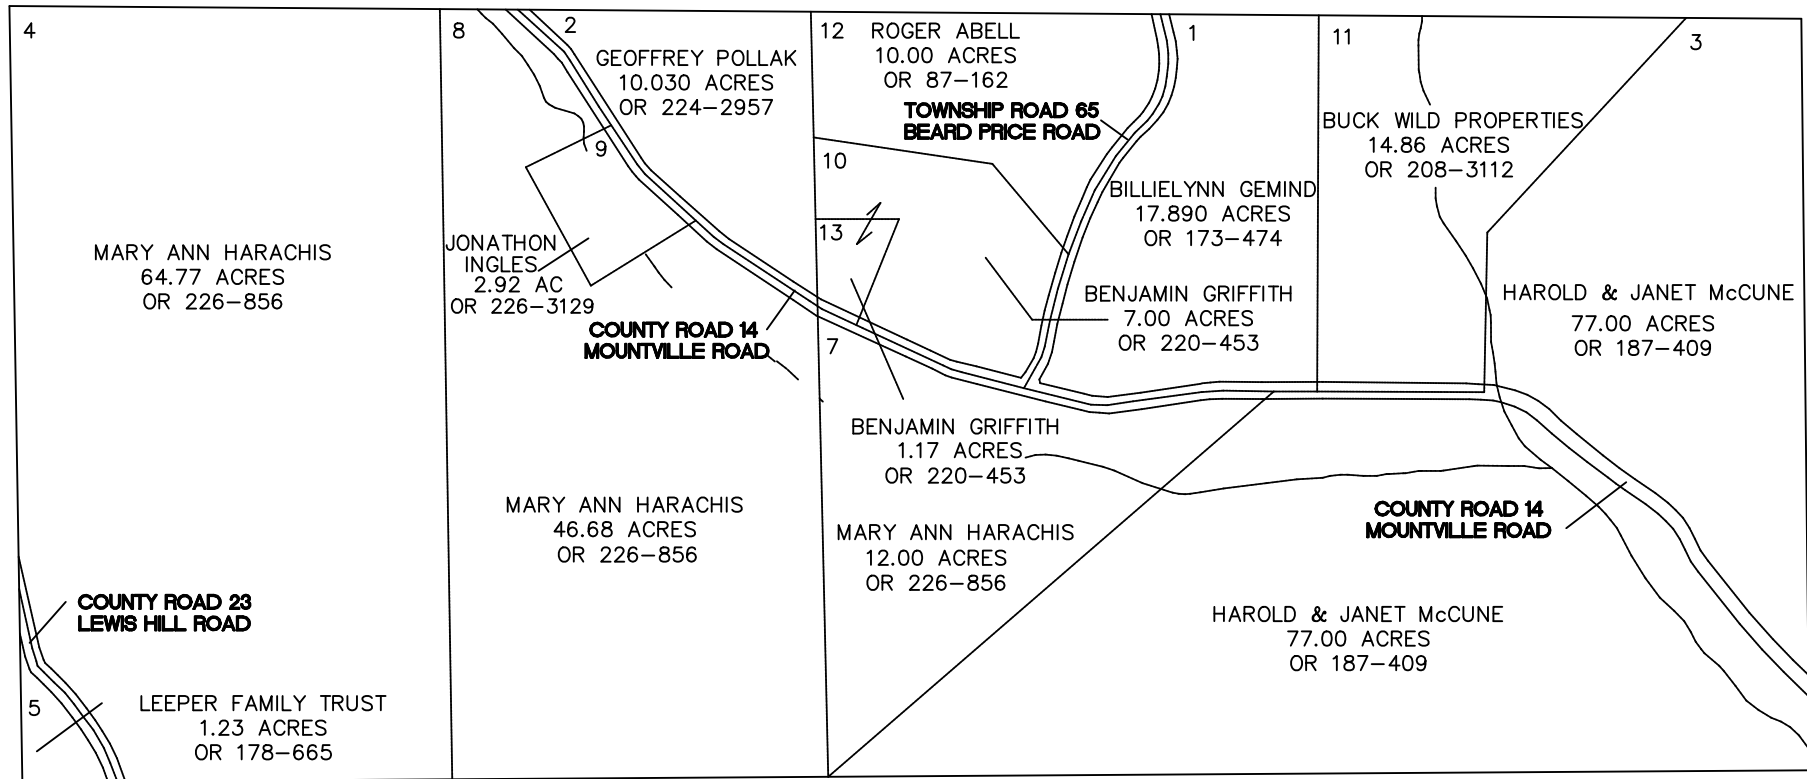 4
8
2
12
1
11
3
GEOFFREY POLLAK
10.030 ACRES
OR 224-2957
ROGER ABELL
10.00 ACRES
OR 87-162
TOWNSHIP ROAD 65
BEARD PRICE ROAD
BUCK WILD PROPERTIES
14.86 ACRES
OR 208-3112
9
10
BILLIELYNN GEMIND
17.890 ACRES
OR 173-474
13
MARY ANN HARACHIS
64.77 ACRES
OR 226-856
JONATHON
INGLES
2.92 AC
OR 226-3129
BENJAMIN GRIFFITH
7.00 ACRES
OR 220-453
HAROLD & JANET McCUNE
77.00 ACRES
OR 187-409
COUNTY ROAD 14
MOUNTVILLE ROAD
7
BENJAMIN GRIFFITH
1.17 ACRES
OR 220-453
MARY ANN HARACHIS
46.68 ACRES
OR 226-856
MARY ANN HARACHIS
12.00 ACRES
OR 226-856
COUNTY ROAD 14
MOUNTVILLE ROAD
COUNTY ROAD 23
LEWIS HILL ROAD
HAROLD & JANET McCUNE
77.00 ACRES
OR 187-409
5
LEEPER FAMILY TRUST
1.23 ACRES
OR 178-665